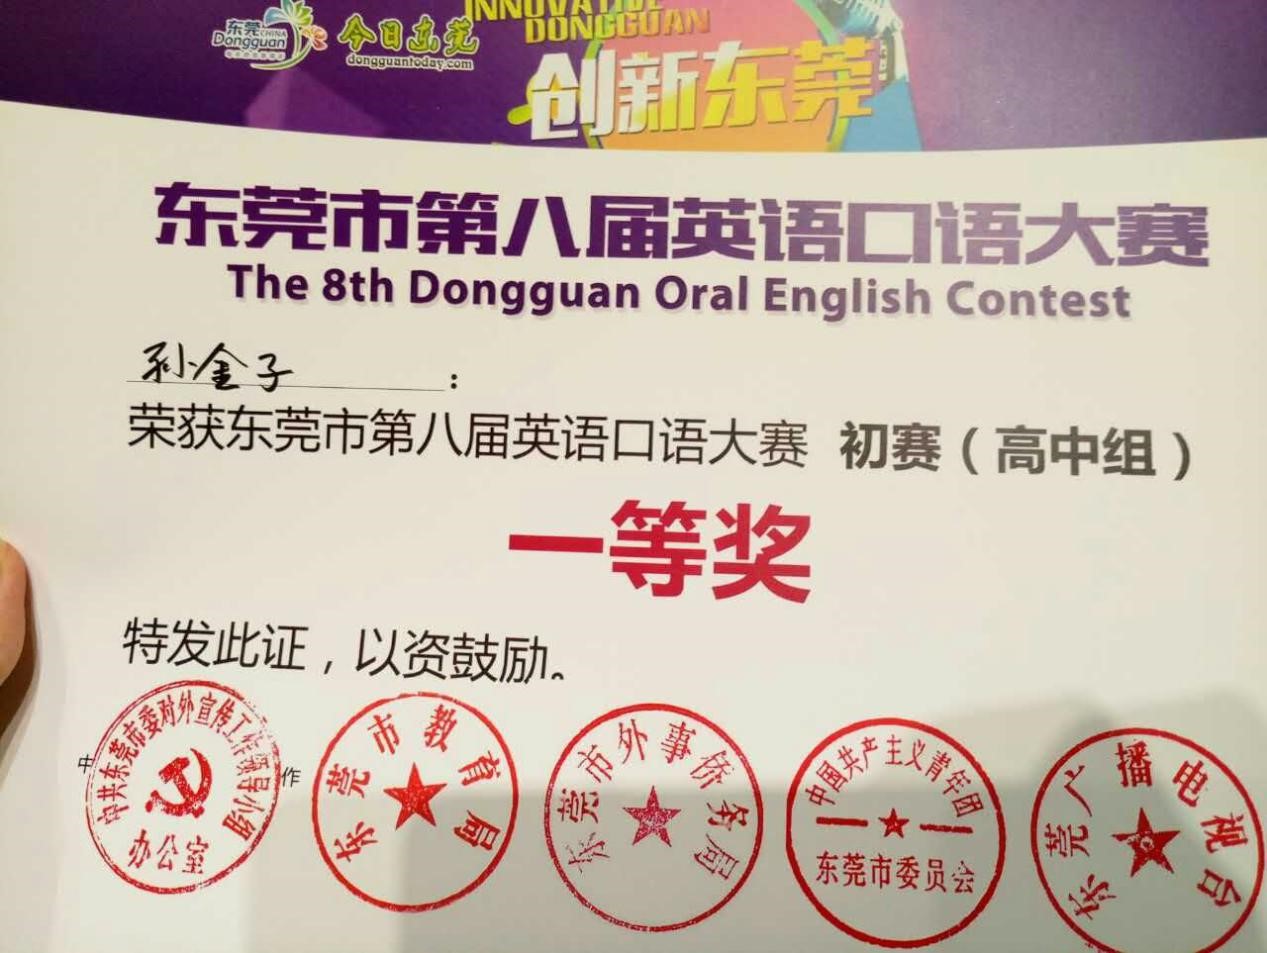 东莞 CHINA
Dongguan
今日东莞
dongguantoday.com
INNOVATIVE
DONGGUAN
创新东莞
东莞市第八届英语口语大赛
The 8th Dongguan Oral English Contest
孙金子 :
荣获东莞市第八届英语口语大赛 初赛(高中组)
一等奖
特发此证,以资鼓励。
中 作
中共东莞市委对外宣传工作领导小组
办公室
东莞市教育局
东莞市外事侨务局
中国共产主义青年团
东莞市委员会
东莞广播电视台